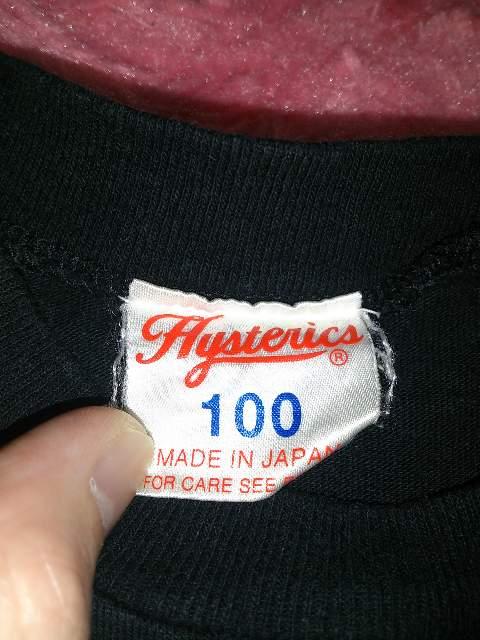 Hysterics®
100
MADE IN JAPAN
FOR CARE SEE